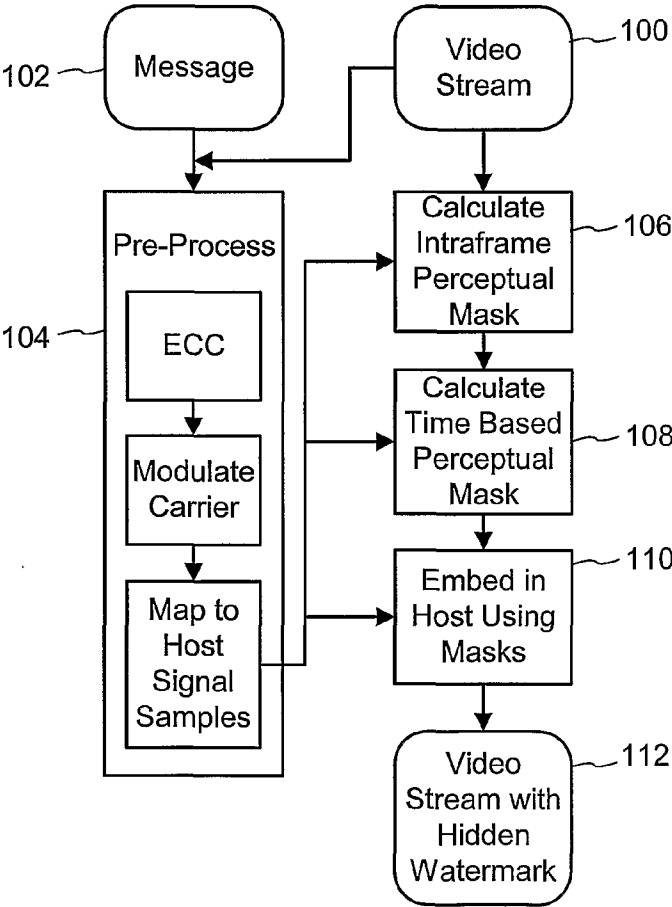 102
Message
Video
Stream
100
Pre-Process
104
ECC
Modulate
Carrier
Map to
Host
Signal
Samples
Calculate
Intraframe
Perceptual
Mask
106
Calculate
Time Based
Perceptual
Mask
108
Embed in
Host Using
Masks
110
Video
Stream with
Hidden
Watermark
112